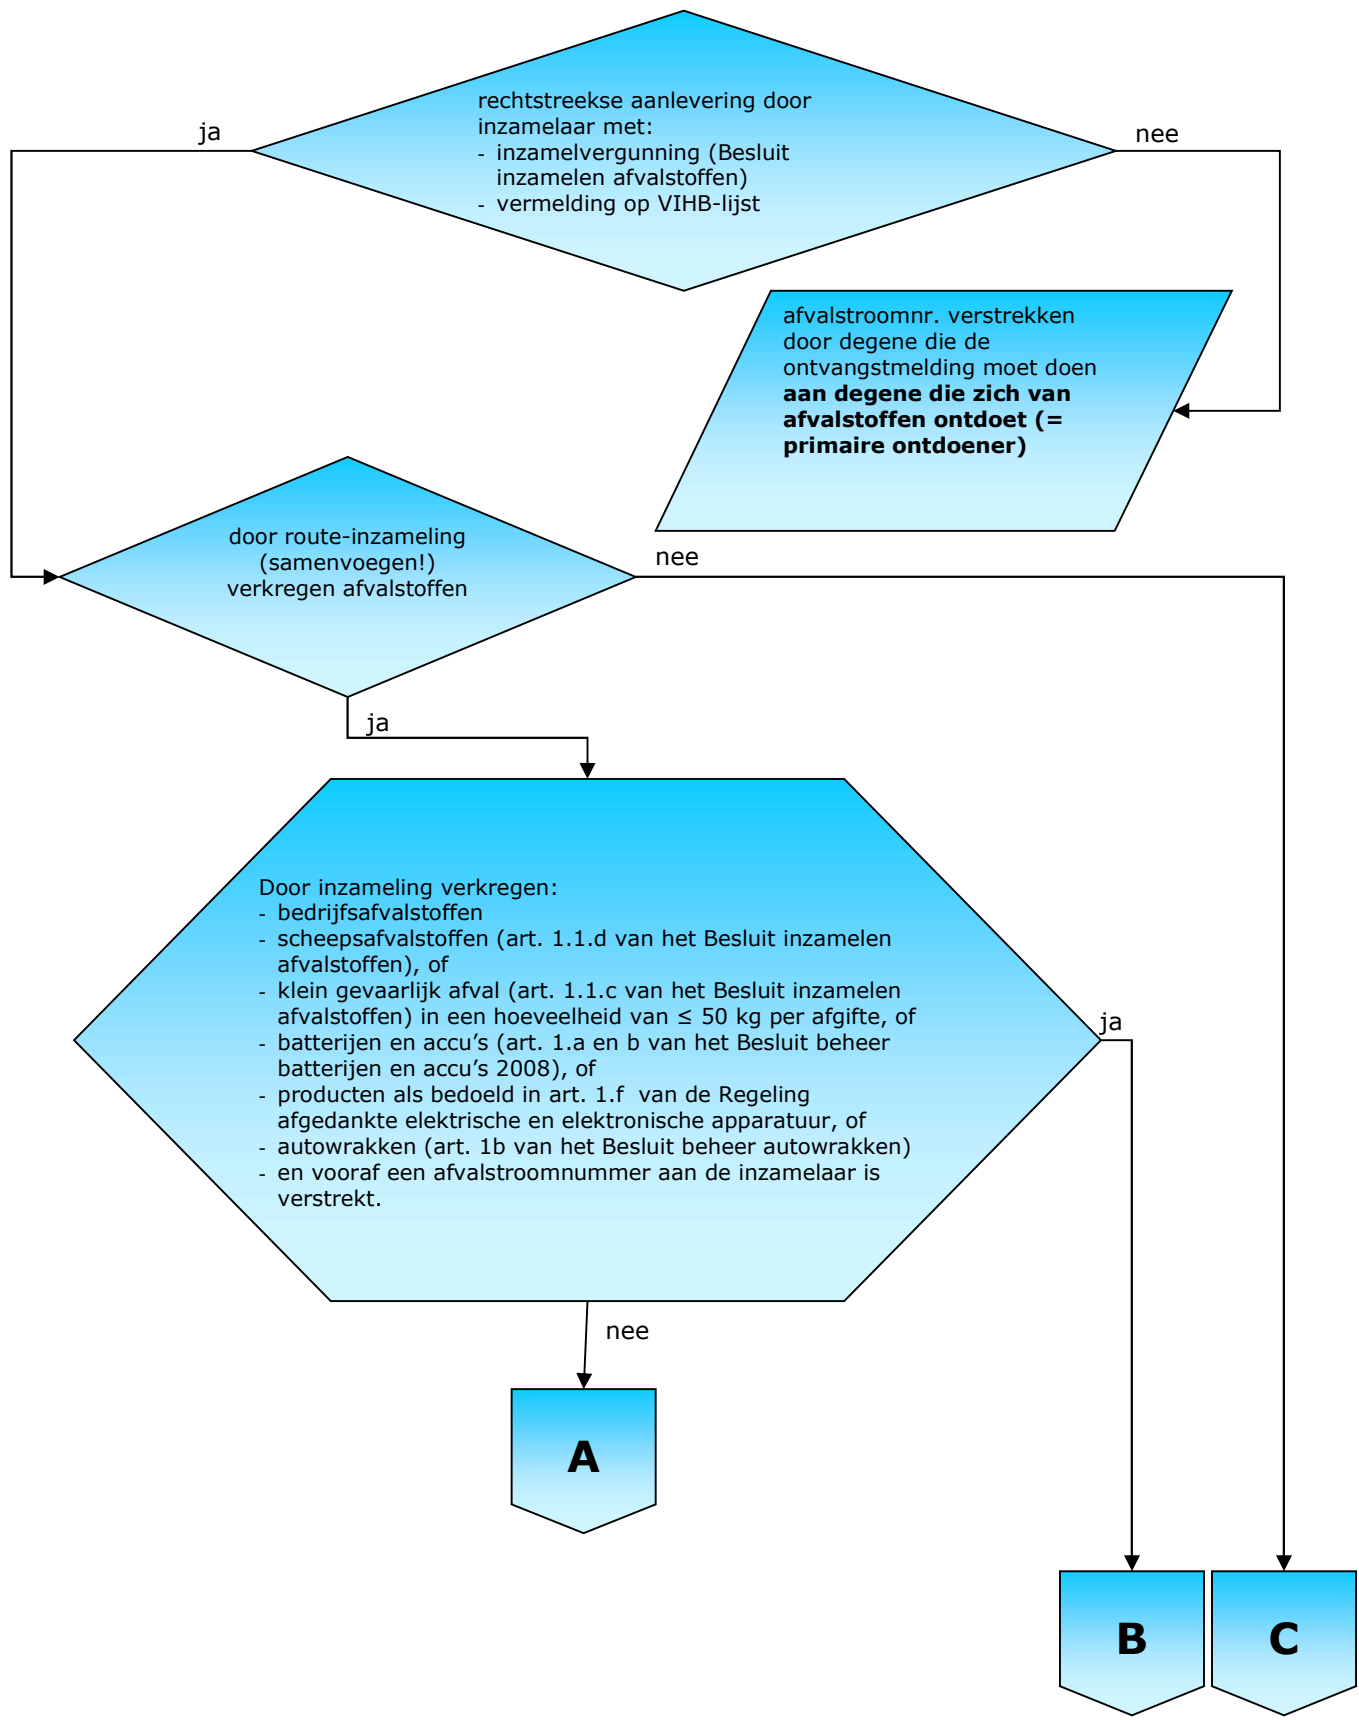 rechtstreekse aanlevering door
inzamelaar met:
- inzamelvergunning (Besluit
inzamelen afvalstoffen)
- vermelding op VIHB-lijst
ja
nee
afvalstroomnr. verstrekken
door degene die de
ontvangstmelding moet doen
aan degene die zich van
afvalstoffen ontdoet (=
primaire ontdoener)
door route-inzameling
(samenvoegen!)
verkregen afvalstoffen
nee
ja
Door inzameling verkregen:
- bedrijfsafvalstoffen
- scheepsafvalstoffen (art. 1.1.d van het Besluit inzamelen
afvalstoffen), of
- klein gevaarlijk afval (art. 1.1.c van het Besluit inzamelen
afvalstoffen) in een hoeveelheid van ≤ 50 kg per afgifte, of
- batterijen en accu's (art. 1.a en b van het Besluit beheer
batterijen en accu's 2008), of
- producten als bedoeld in art. 1.f van de Regeling
afgedankte elektrische en elektronische apparatuur, of
- autowrakken (art. 1b van het Besluit beheer autowrakken)
- en vooraf een afvalstroomnummer aan de inzamelaar is
verstrekt.
ja
nee
A
B
C